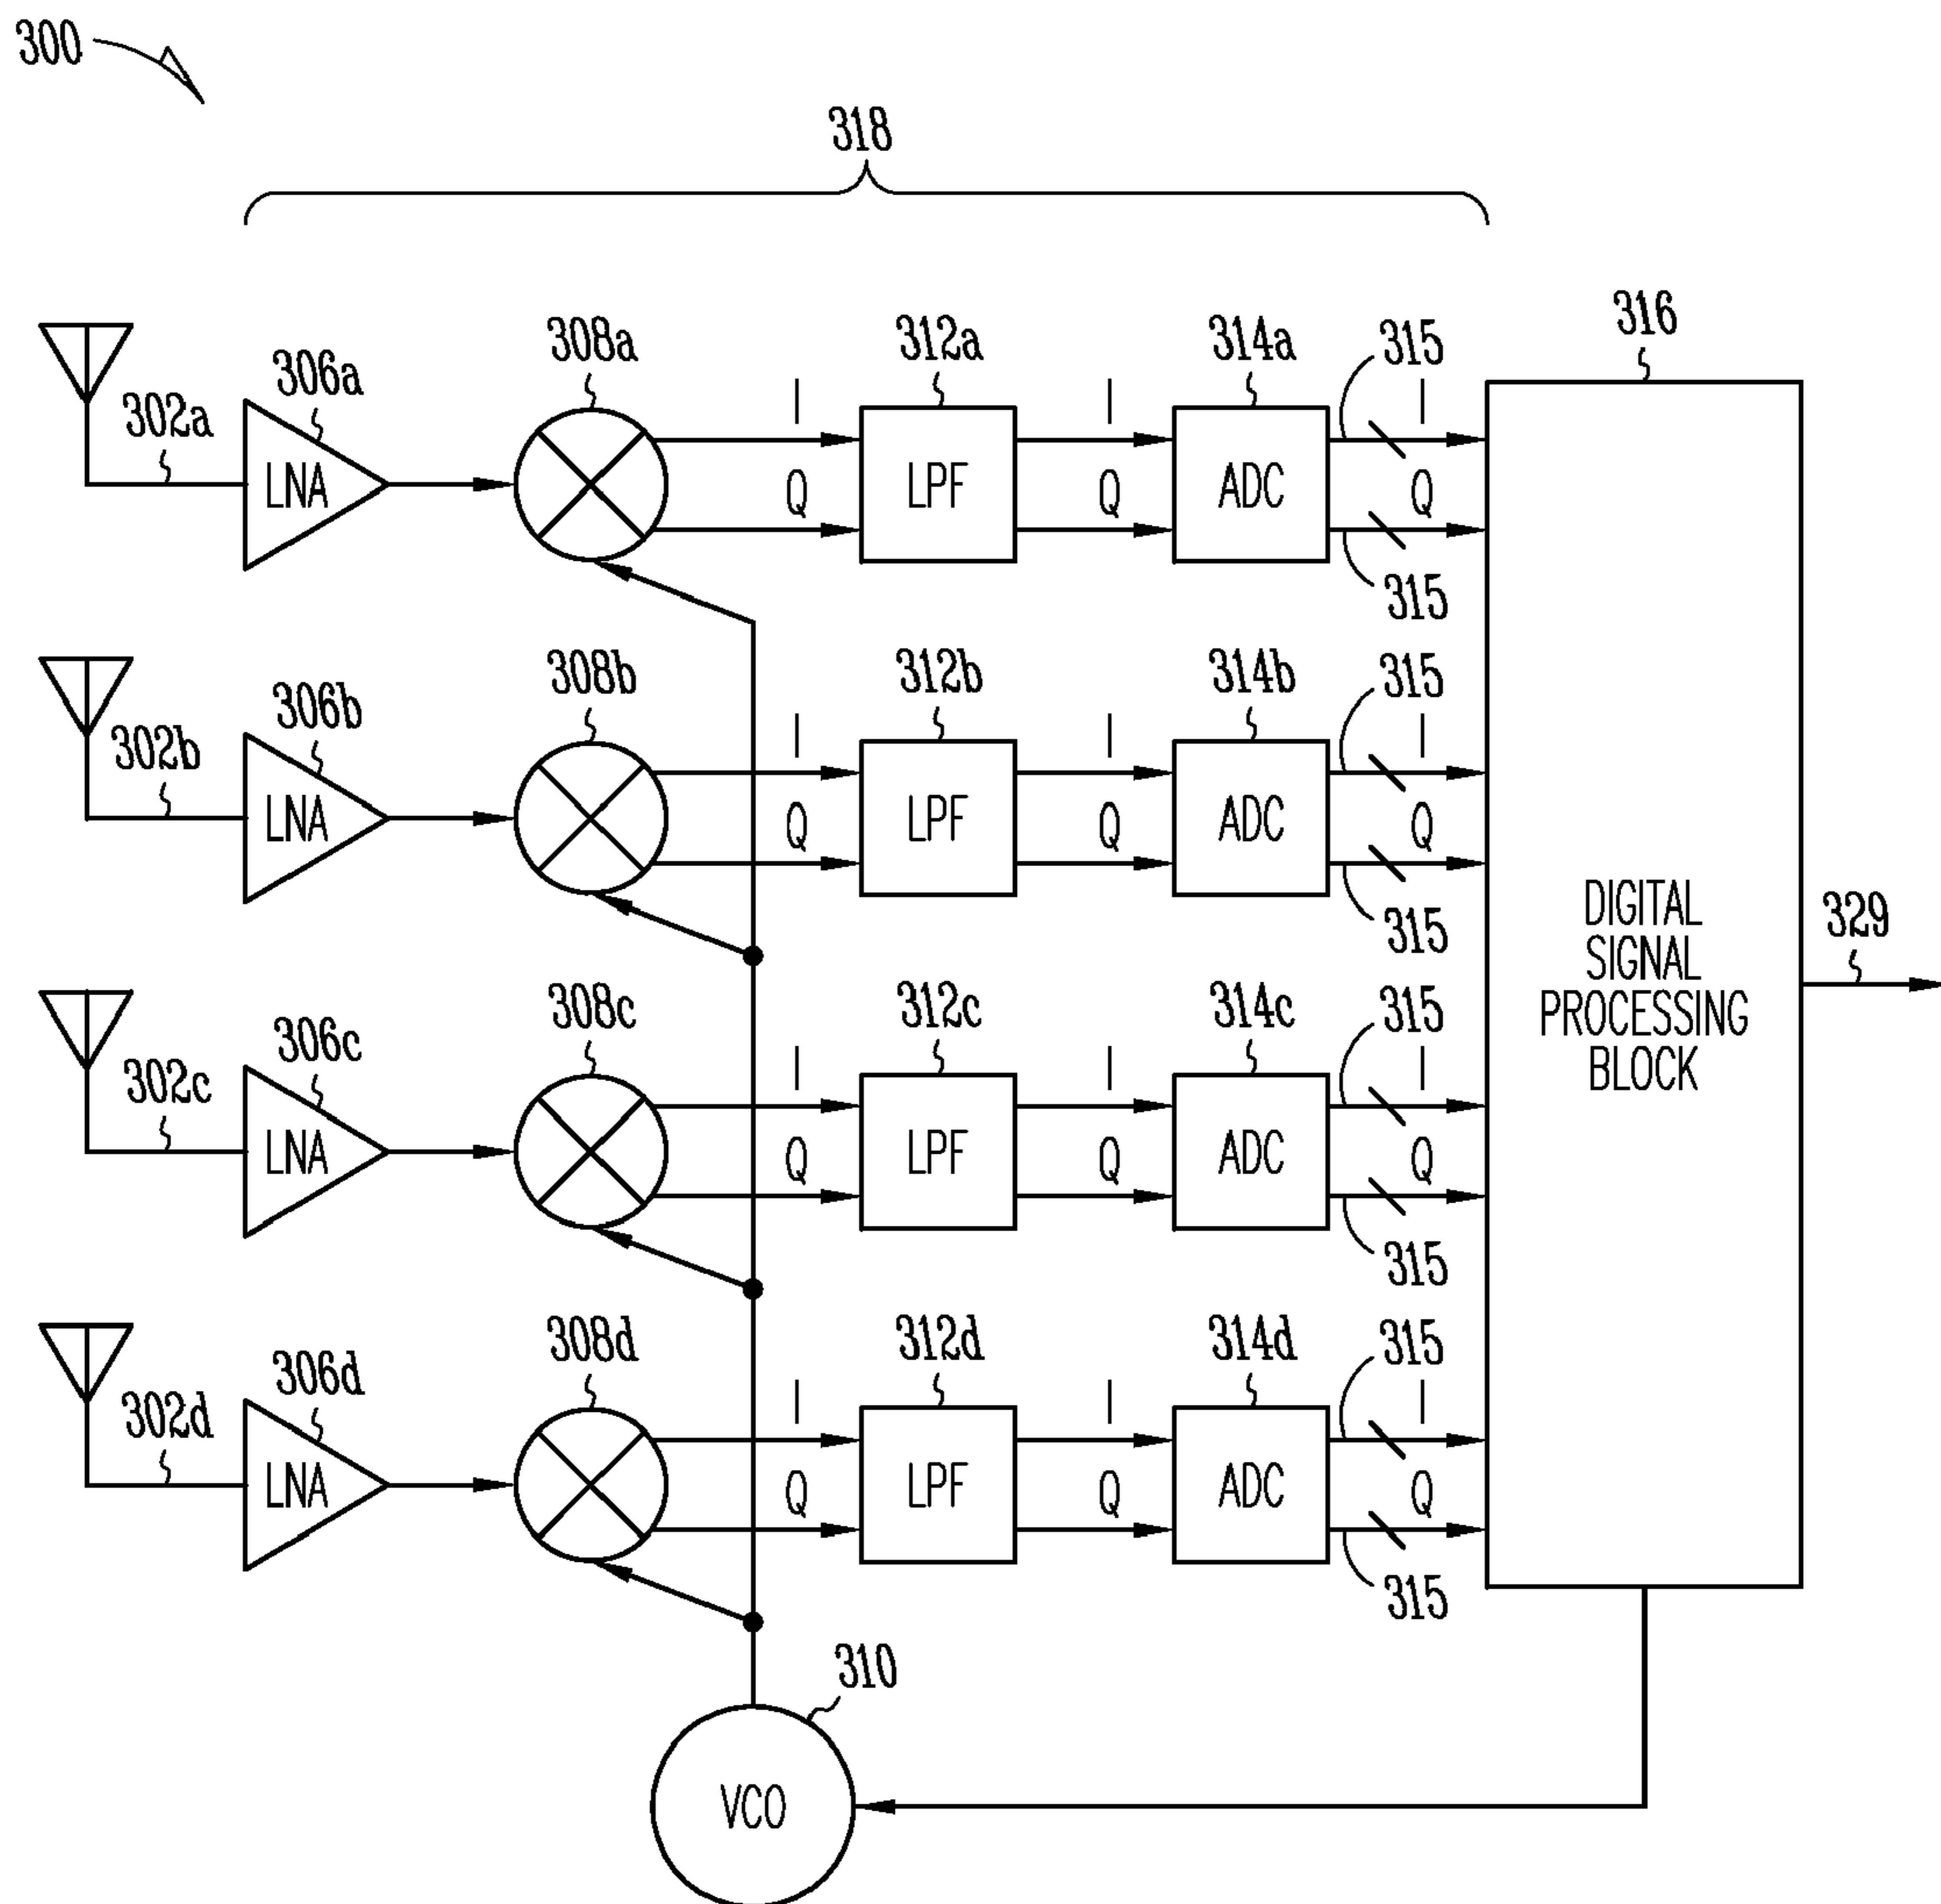 300
318
316
308a
312a
314a
315
I
306a
I
I
302a
LNA
Q
LPF
Q
ADC
Q
315
308b
312b
314b
315
306b
I
I
I
302b
LNA
Q
LPF
Q
ADC
Q
315
DIGITAL
SIGNAL
PROCESSING
BLOCK
329
308c
312c
314c
315
306c
I
I
I
302c
LNA
Q
LPF
Q
ADC
Q
315
308d
312d
314d
315
306d
I
I
I
302d
LNA
Q
LPF
Q
ADC
Q
315
310
VCO